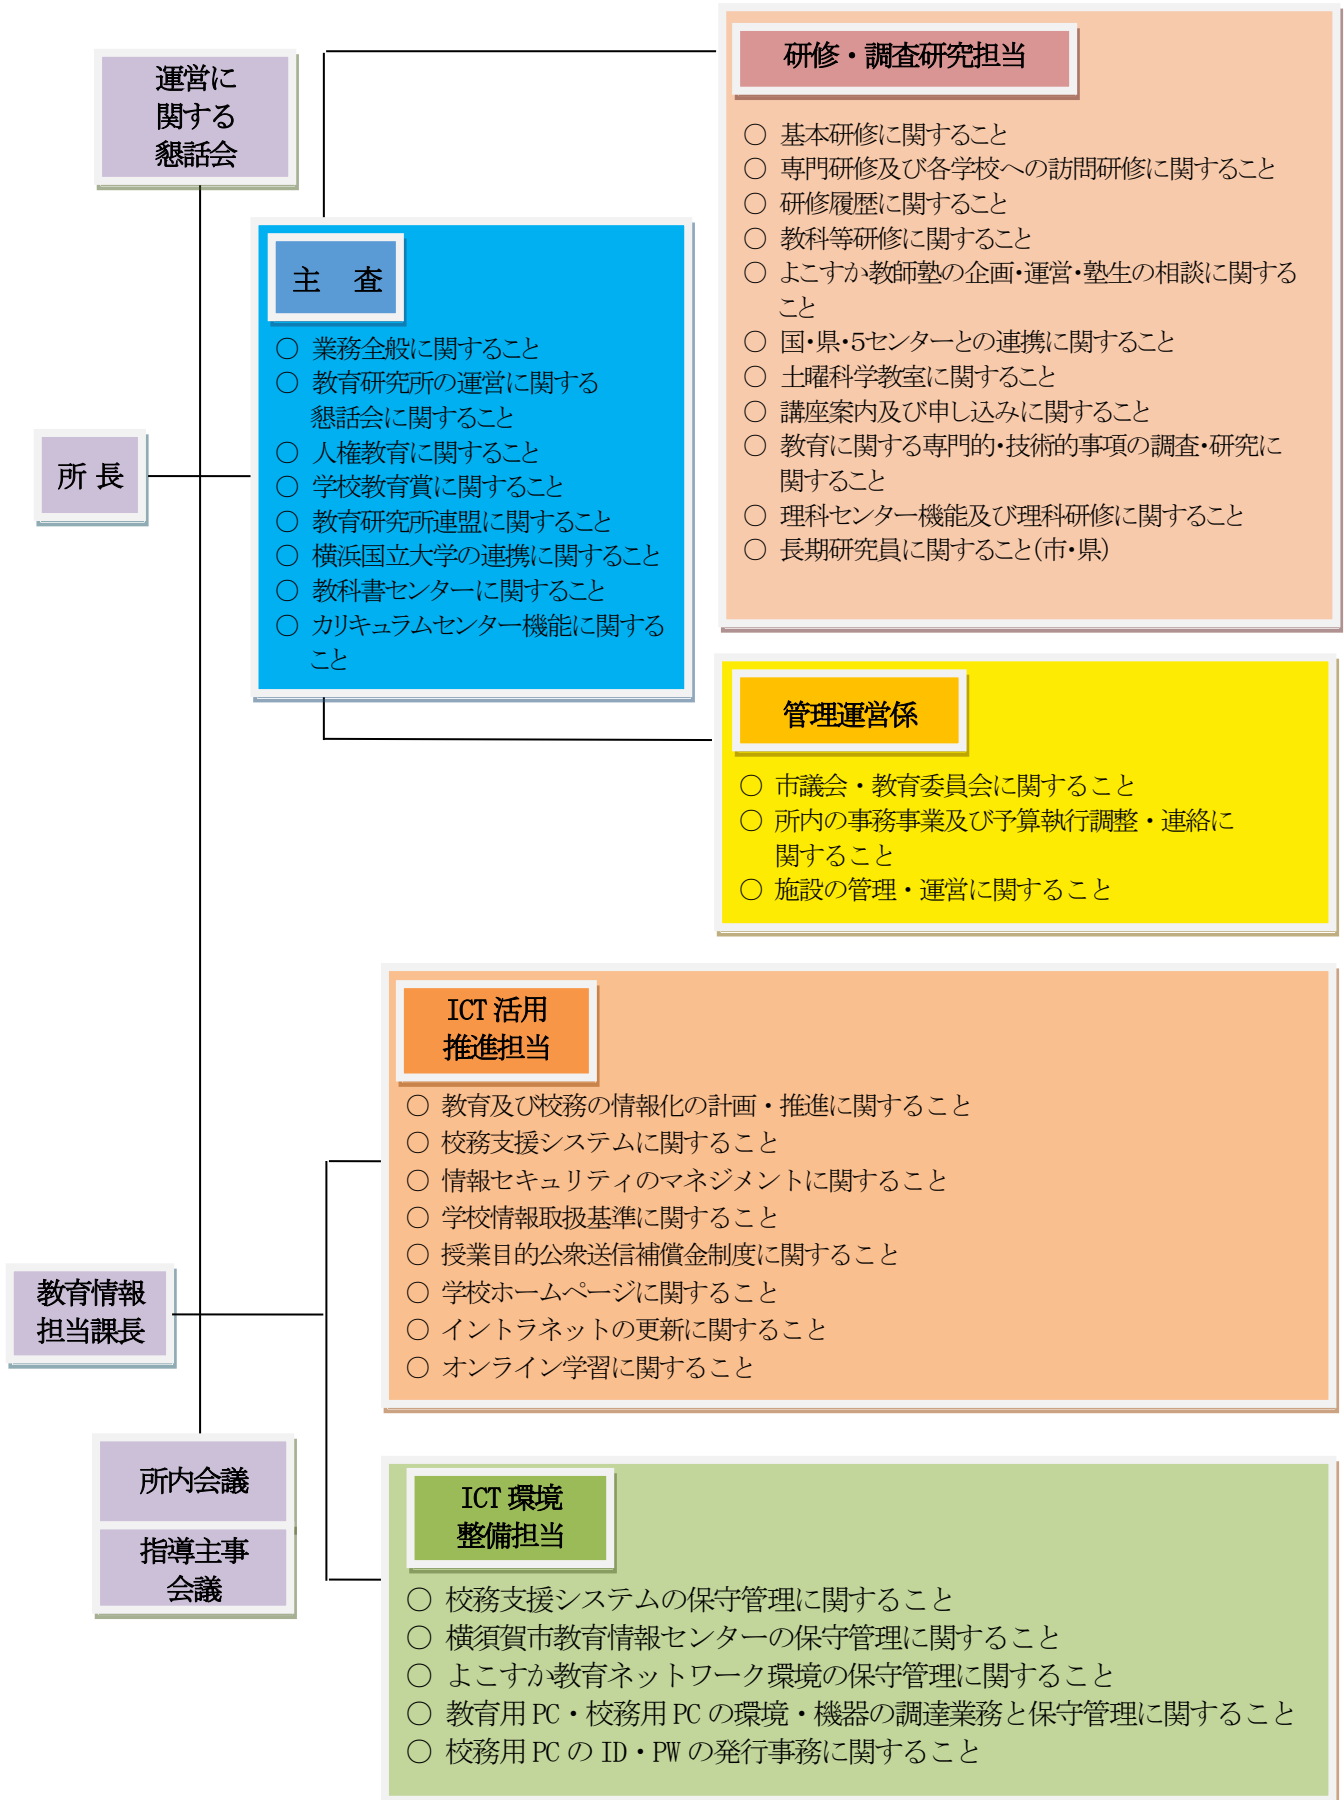 運営に
関する
懇話会
研修・調査研究担当
○ 基本研修に関すること
○ 専門研修及び各学校への訪問研修に関すること
○ 研修履歴に関すること
○ 教科等研修に関すること
○ よこすか教師塾の企画・運営・塾生の相談に関する
こと
○ 国・県・5センターとの連携に関すること
○ 土曜科学教室に関すること
○ 講座案内及び申し込みに関すること
○ 教育に関する専門的・技術的事項の調査・研究に
関すること
○ 理科センター機能及び理科研修に関すること
○ 長期研究員に関すること(市・県)
主　査
○ 業務全般に関すること
○ 教育研究所の運営に関する
懇話会に関すること
○ 人権教育に関すること
○ 学校教育賞に関すること
○ 教育研究所連盟に関すること
○ 横浜国立大学の連携に関すること
○ 教科書センターに関すること
○ カリキュラムセンター機能に関する
こと
所 長
管理運営係
○ 市議会・教育委員会に関すること
○ 所内の事務事業及び予算執行調整・連絡に
関すること
○ 施設の管理・運営に関すること
ICT 活用
推進担当
○ 教育及び校務の情報化の計画・推進に関すること
○ 校務支援システムに関すること
○ 情報セキュリティのマネジメントに関すること
○ 学校情報取扱基準に関すること
○ 授業目的公衆送信補償金制度に関すること
○ 学校ホームページに関すること
○ イントラネットの更新に関すること
○ オンライン学習に関すること
教育情報
担当課長
所内会議
指導主事
会議
ICT 環境
整備担当
○ 校務支援システムの保守管理に関すること
○ 横須賀市教育情報センターの保守管理に関すること
○ よこすか教育ネットワーク環境の保守管理に関すること
○ 教育用 PC・校務用 PC の環境・機器の調達業務と保守管理に関すること
○ 校務用 PC の ID・PW の発行事務に関すること